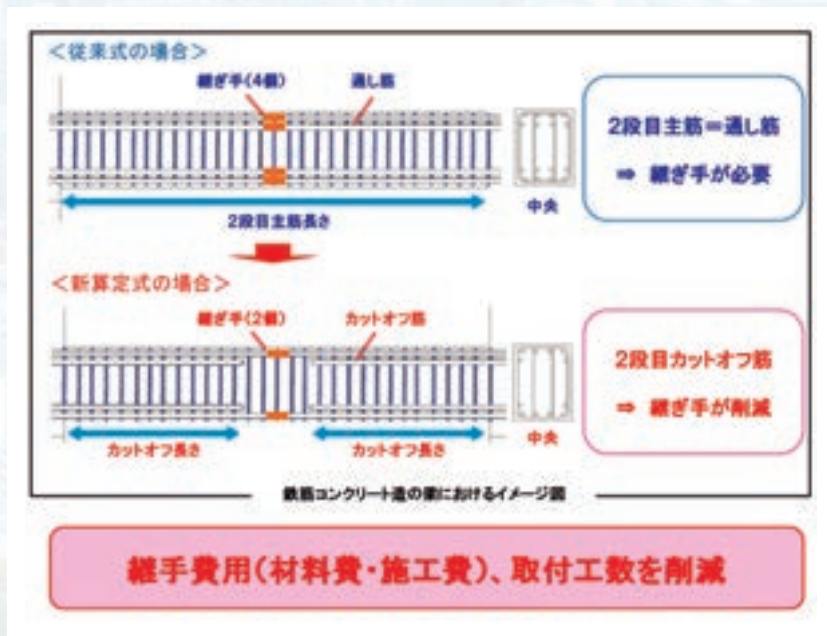 ＜従来式の場合＞
継ぎ手(4個)
通し筋
2段目主筋長さ
中央
2段目主筋＝通し筋
⇒ 継ぎ手が必要
＜新算定式の場合＞
継ぎ手(2個)
カットオフ筋
カットオフ長さ
カットオフ長さ
中央
2段目カットオフ筋
⇒ 継ぎ手が削減
鉄筋コンクリート造の梁におけるイメージ図
継手費用(材料費・施工費)、取付工数を削減